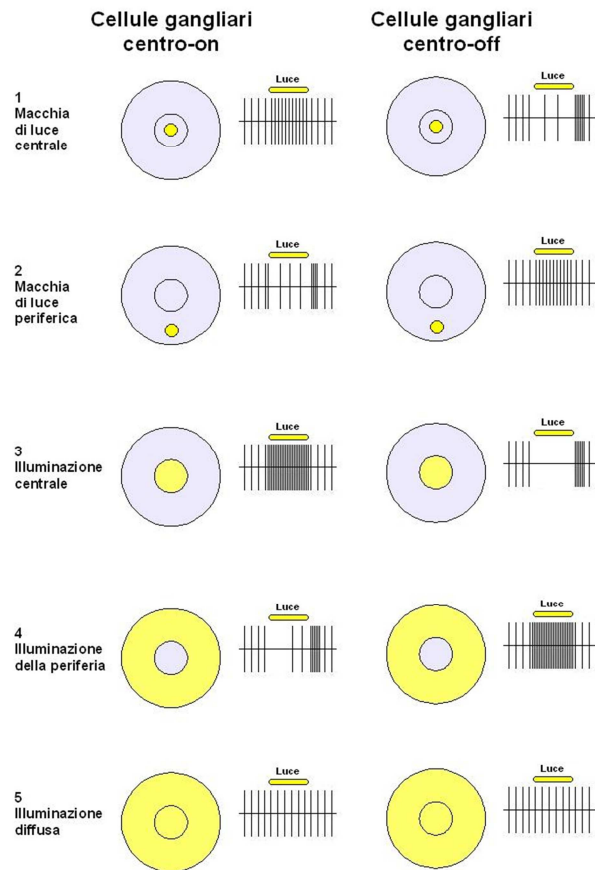 Cellule gangliari
centro-on
Cellule gangliari
centro-off
1
Macchia
di luce
centrale
Luce
Luce
2
Macchia
di luce
periferica
Luce
Luce
3
Illuminazione
centrale
Luce
Luce
4
Illuminazione
della periferia
Luce
Luce
5
Illuminazione
diffusa
Luce
Luce